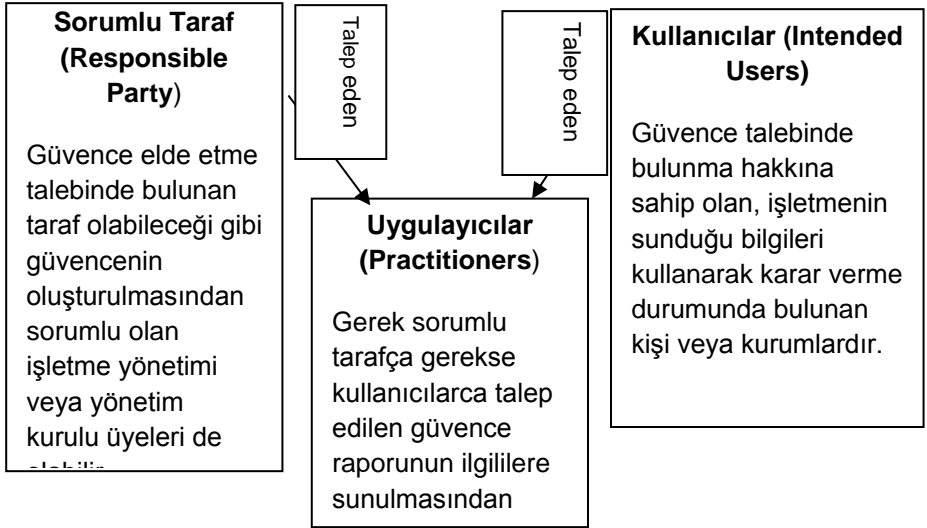 Sorumlu Taraf
(Responsible
Party)
Güvence elde etme
talebinde bulunan
taraf olabileceği gibi
güvencenin
oluşturulmasından
sorumlu olan
işletme yönetimi
veya yönetim
kurulu üyeleri de
Talep eden
Talep eden
Uygulayıcılar
(Practitioners)
Gerek sorumlu
tarafça gerekse
kullanıcılarca talep
edilen güvence
raporunun ilgililere
sunulmasından
Kullanıcılar (Intended
Users)
Güvence talebinde
bulunma hakkına
sahip olan, işletmenin
sunduğu bilgileri
kullanarak karar verme
durumunda bulunan
kişi veya kurumlardır.